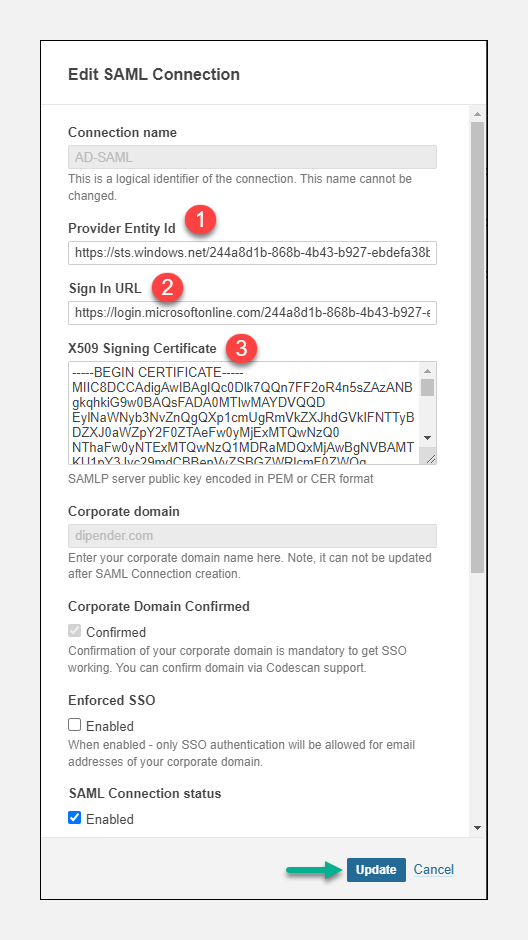 Edit SAML Connection
Connection name
AD-SAML
This is a logical identifier of the connection. This name cannot be
changed.
Provider Entity Id 1
https://sts.windows.net/244a8d1b-868b-4b43-b927-ebdefa38b
Sign In URL 2
https://login.microsoftonline.com/244a8d1b-868b-4b43-b927-e
X509 Signing Certificate 3
-----BEGIN CERTIFICATE-----
MIIC8DCCAdigAwIBAgIQc0Dlk7QQn7FF2oR4n5sZAzANB
gkqhkiG9w0BAQsFADA0MTIwMAYDVQQD
EylNaWNyb3NvZnQgQXp1cmUgRmVkZXJhdGVkIFNTTyB
DZXJ0aWZpY2F0ZTAeFw0yMjExMTQwNzQ0
NThaFw0yNTExMTQwNzQ1MDRaMDQxMjAwBgNVBAMT
KU1pY3Jvc29mdCBBenVyZSBGZWRlcmF0ZWQg
SAMLP server public key encoded in PEM or CER format
Corporate domain
dipender.com
Enter your corporate domain name here. Note, it can not be updated
after SAML Connection creation.
Corporate Domain Confirmed
Confirmed
Confirmation of your corporate domain is mandatory to get SSO
working. You can confirm domain via Codescan support.
Enforced SSO
Enabled
When enabled - only SSO authentication will be allowed for email
addresses of your corporate domain.
SAML Connection status
Enabled
Update Cancel